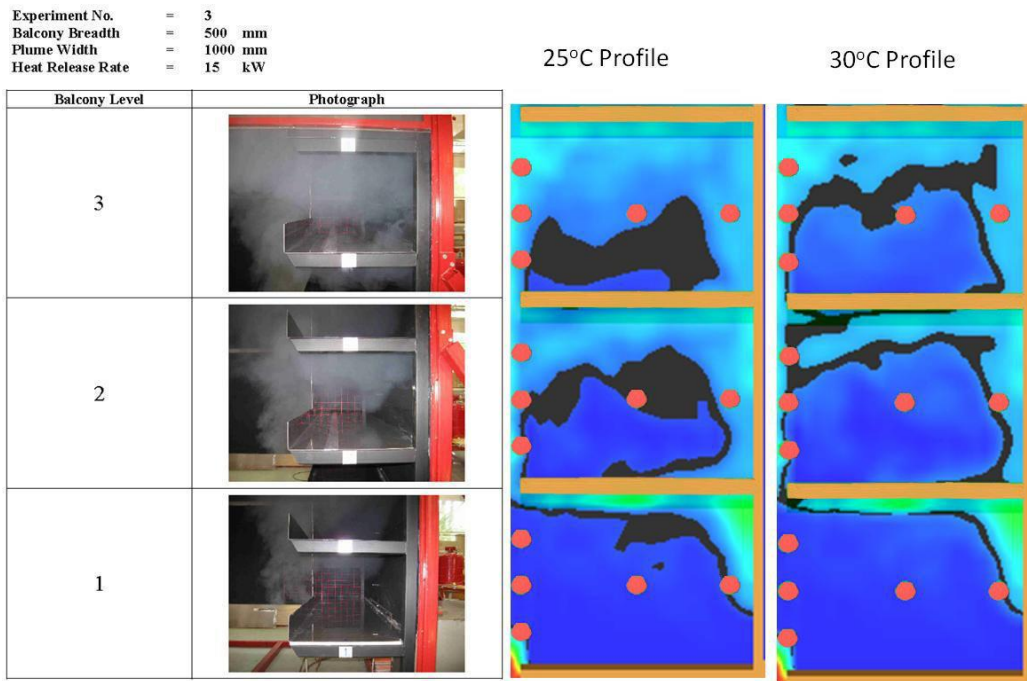 Experiment No. = 3
Balcony Breadth = 500 mm
Plume Width = 1000 mm
Heat Release Rate = 15 kW
25°C Profile
30°C Profile
Balcony Level
Photograph
3
2
1
1